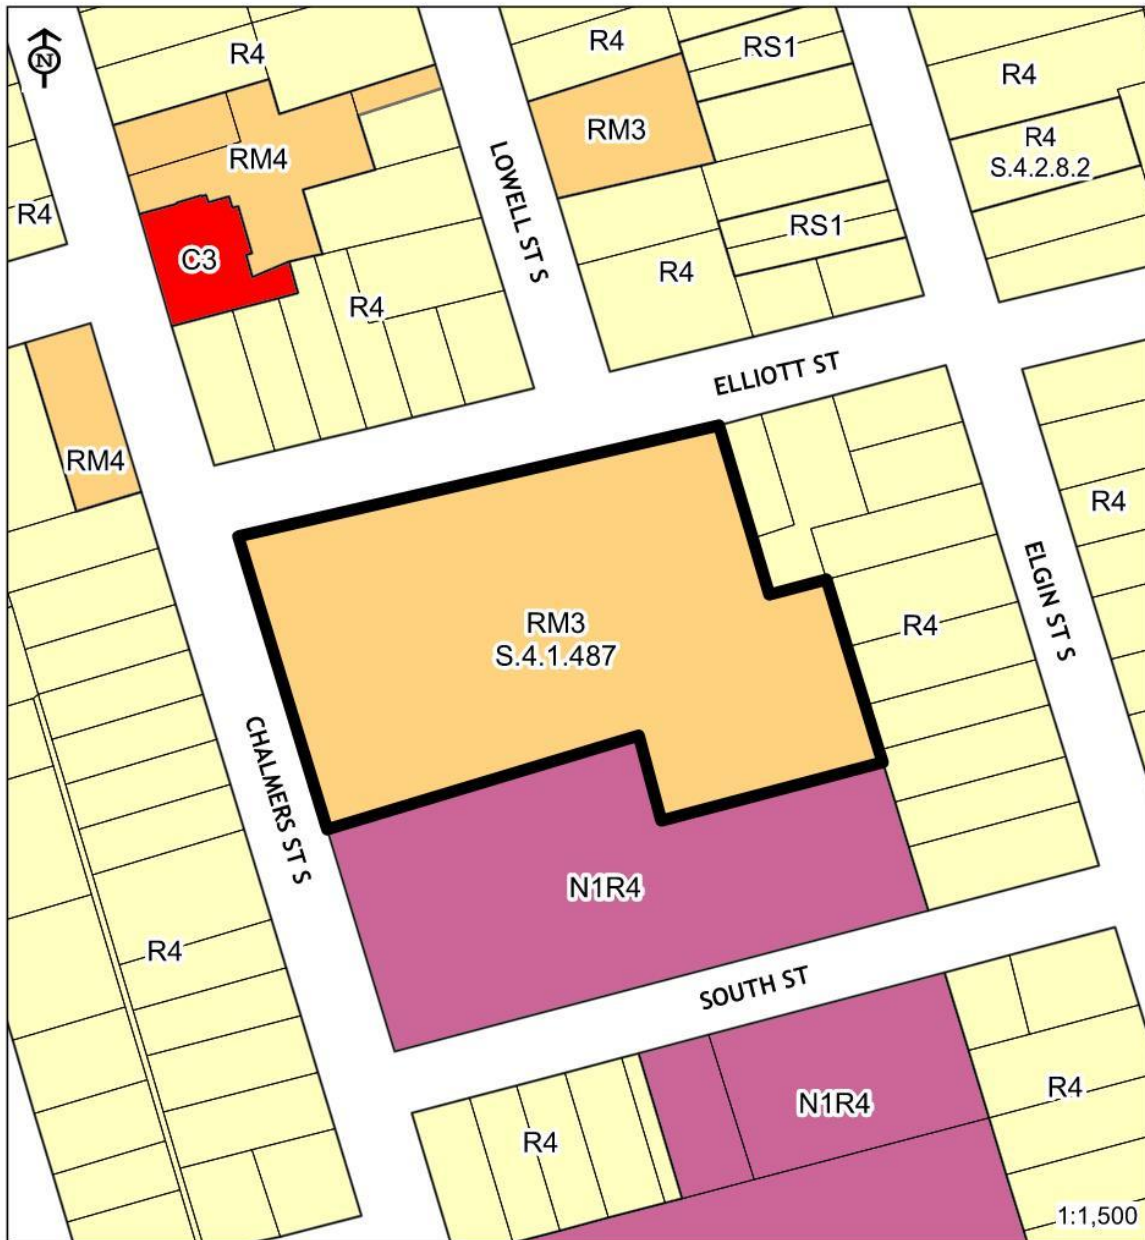 N
R4
R4
RS1
R4
RM3
R4
S.4.2.8.2
RM4
LOWELL ST S
R4
RS1
C3
R4
R4
ELLIOTT ST
RM4
R4
ELGIN ST S
RM3
S.4.1.487
R4
CHALMERS ST S
N1R4
R4
SOUTH ST
R4
N1R4
R4
1:1,500